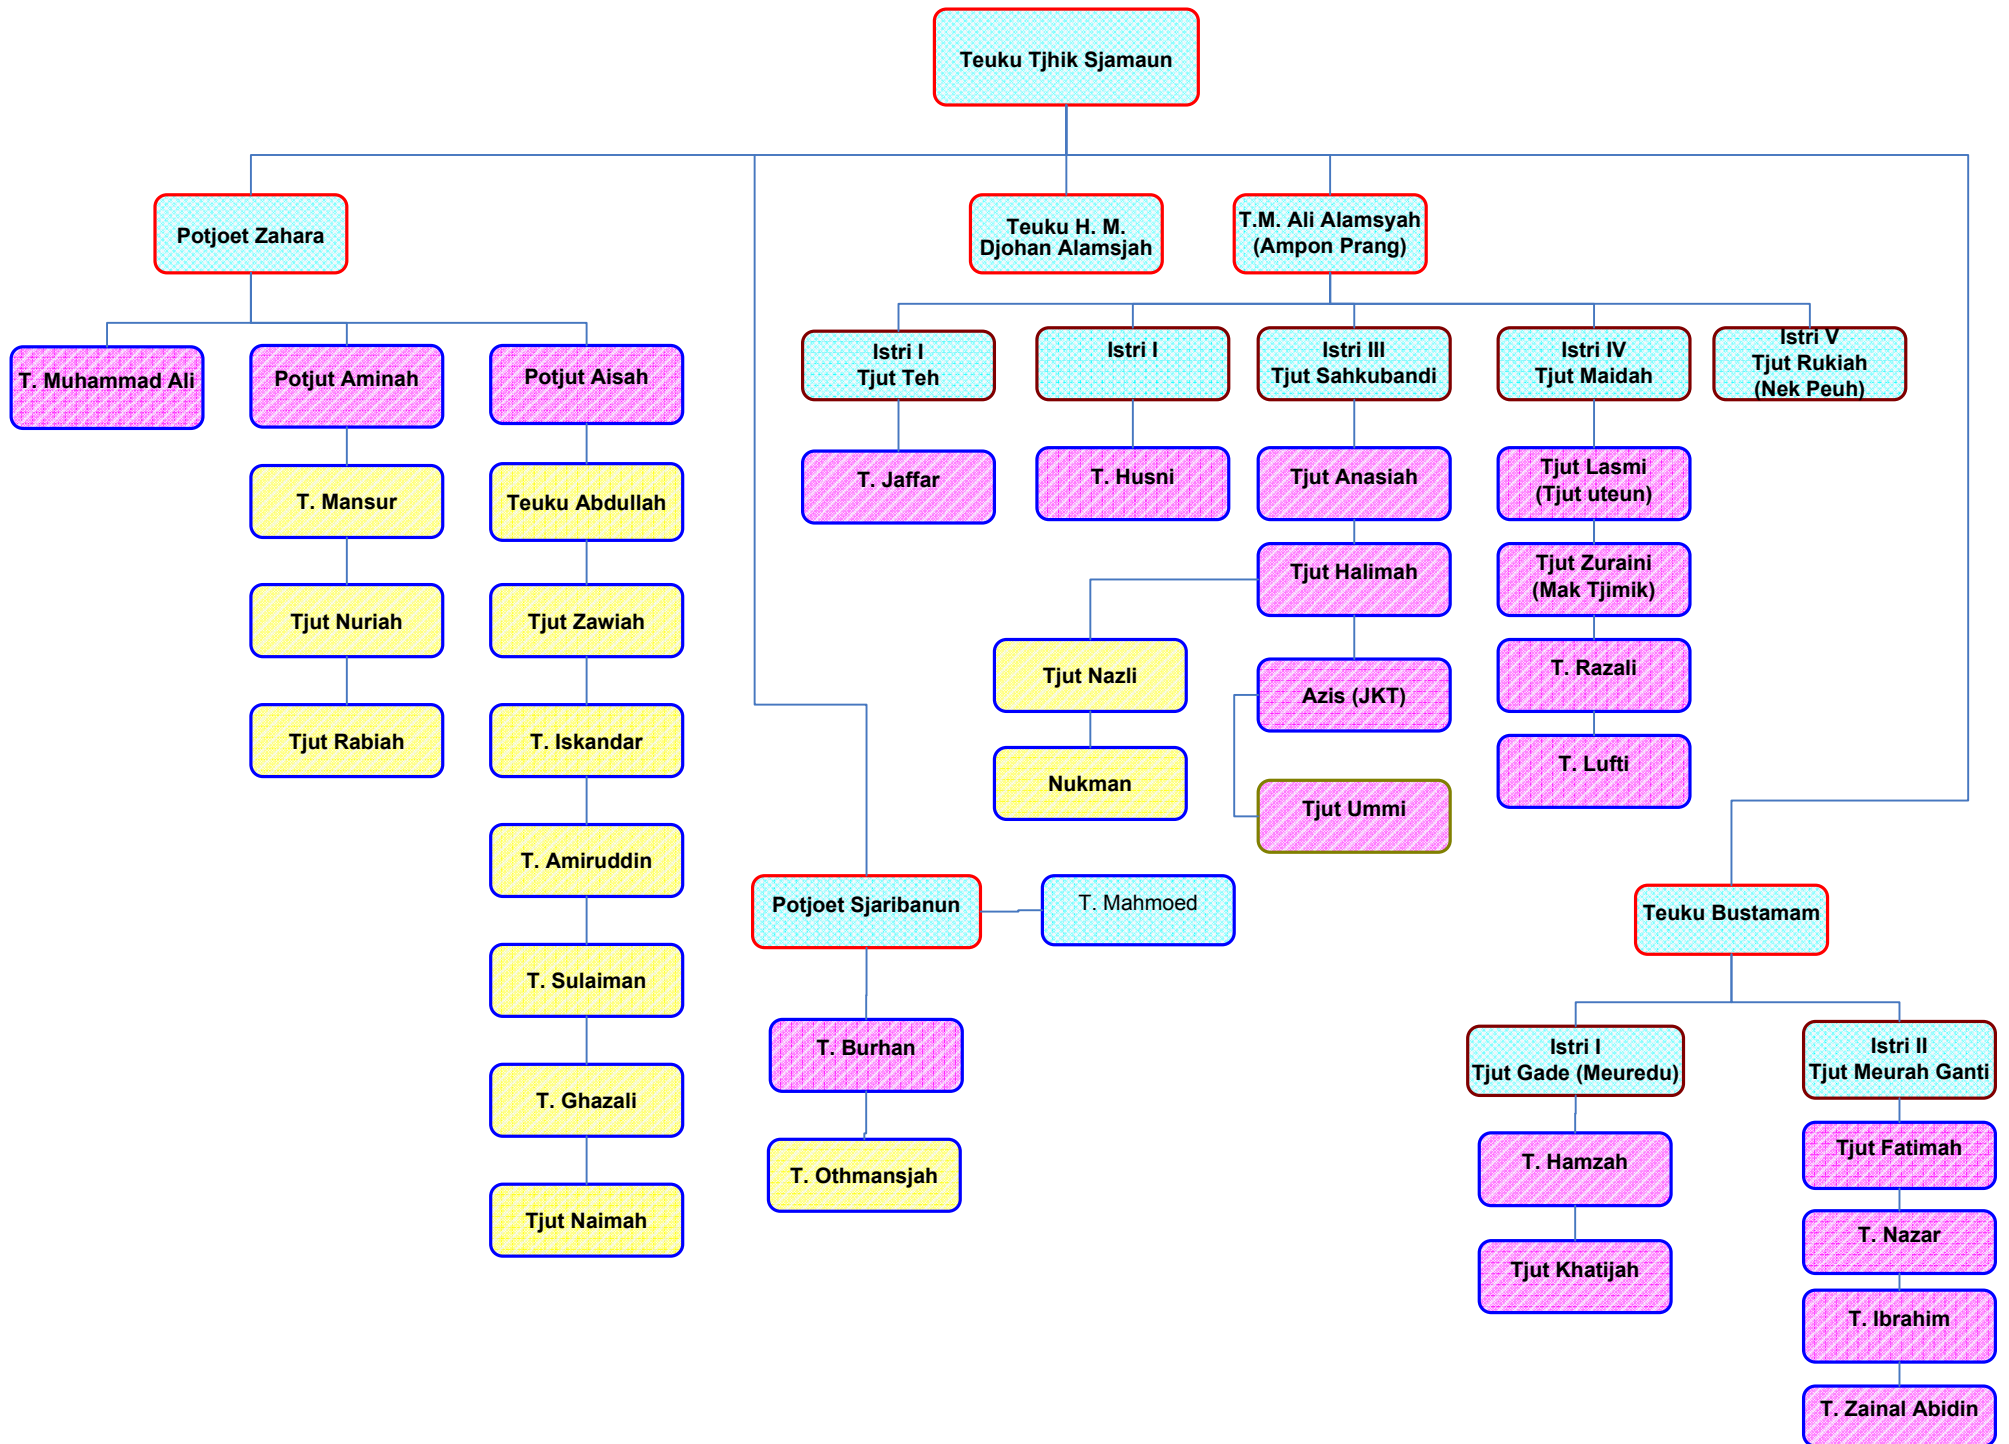 Teuku Tjhik Sjamaun
Potjoet Zahara
Teuku H. M.
Djohan Alamsjah
T.M. Ali Alamsyah
(Ampon Prang)
T. Muhammad Ali
Potjut Aminah
Potjut Aisah
Istri I
Tjut Teh
Istri I
Istri III
Tjut Sahkubandi
Istri IV
Tjut Maidah
Istri V
Tjut Rukiah
(Nek Peuh)
T. Mansur
Tjut Nuriah
Tjut Rabiah
Teuku Abdullah
Tjut Zawiah
T. Iskandar
T. Amiruddin
T. Sulaiman
T. Ghazali
Tjut Naimah
T. Jaffar
T. Husni
Tjut Anasiah
Tjut Halimah
Tjut Nazli
Nukman
Azis (JKT)
Tjut Ummi
Tjut Lasmi
(Tjut uteun)
Tjut Zuraini
(Mak Tjimik)
T. Razali
T. Lufti
Potjoet Sjaribanun
T. Mahmoed
T. Burhan
T. Othmansjah
Teuku Bustamam
Istri I
Tjut Gade (Meuredu)
Istri II
Tjut Meurah Ganti
T. Hamzah
Tjut Khatijah
Tjut Fatimah
T. Nazar
T. Ibrahim
T. Zainal Abidin